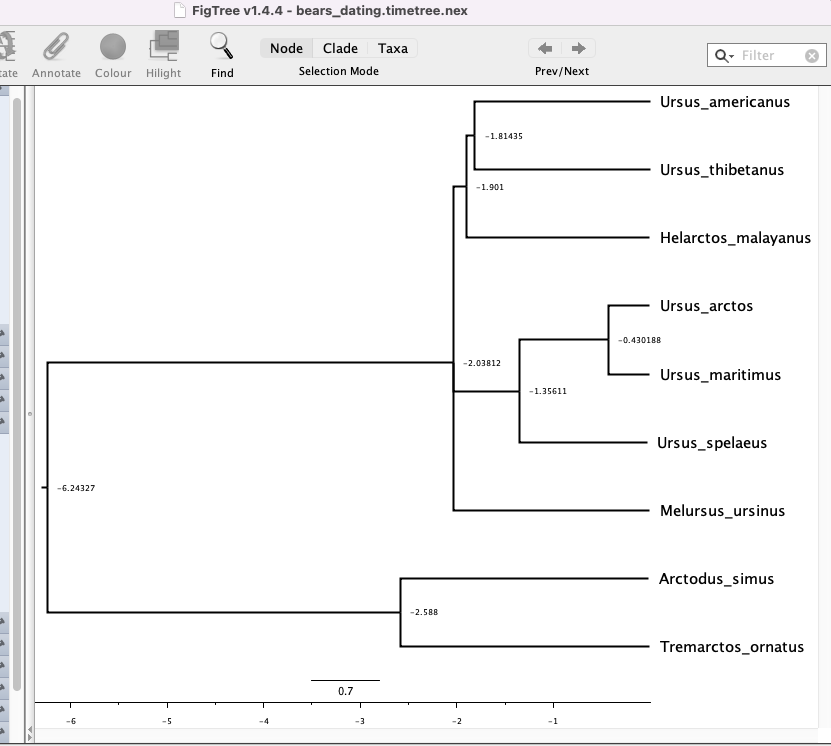 FigTree v1.4.4 - bears_dating.timetree.nex
Annotate Colour Hilight Find
Node Clade Taxa
Selection Mode
Prev/Next
Filter
Ursus_americanus
-1.81435
Ursus_thibetanus
-1.901
Helarctos_malayanus
Ursus_arctos
-0.430188
-2.03812
Ursus_maritimus
-1.35611
Ursus_spelaeus
-6.24327
Melursus_ursinus
Arctodus_simus
-2.588
Tremarctos_ornatus
0.7
-6 -5 -4 -3 -2 -1